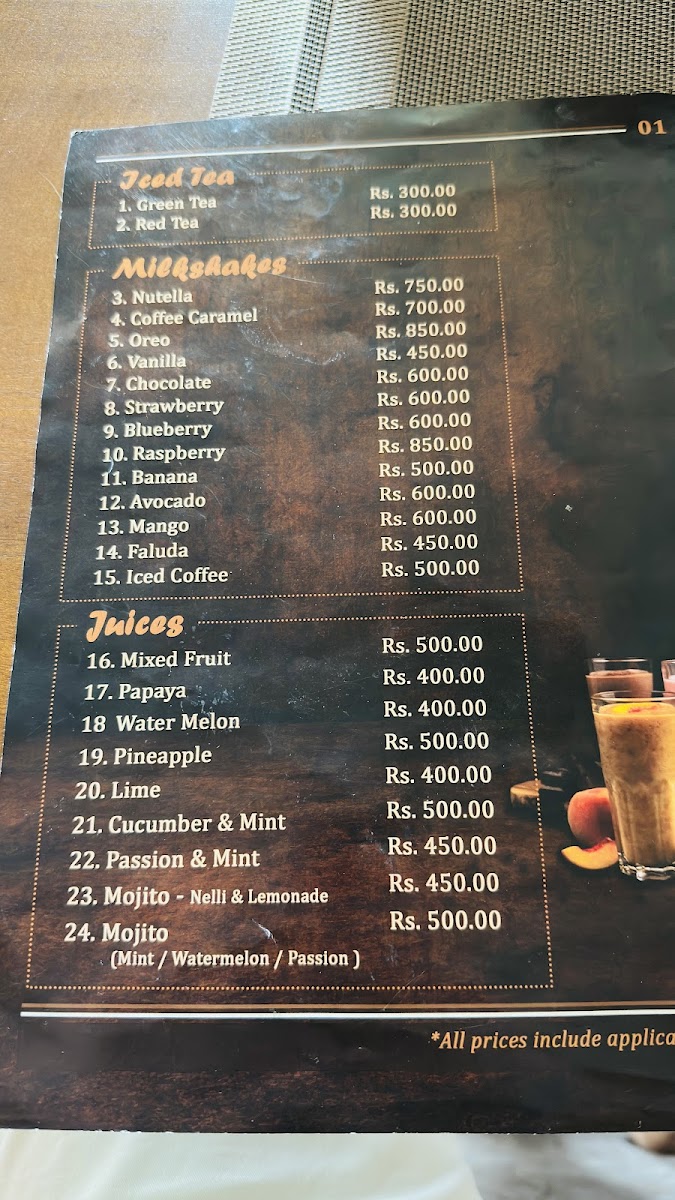 01
Iced Tea
1. Green Tea Rs. 300.00
2. Red Tea Rs. 300.00
Milkshakes
3. Nutella Rs. 750.00
4. Coffee Caramel Rs. 700.00
5. Oreo Rs. 850.00
6. Vanilla Rs. 450.00
7. Chocolate Rs. 600.00
8. Strawberry Rs. 600.00
9. Blueberry Rs. 600.00
10. Raspberry Rs. 850.00
11. Banana Rs. 500.00
12. Avocado Rs. 600.00
13. Mango Rs. 600.00
14. Faluda Rs. 450.00
15. Iced Coffee Rs. 500.00
Juices
16. Mixed Fruit Rs. 500.00
17. Papaya Rs. 400.00
18 Water Melon Rs. 400.00
19. Pineapple Rs. 500.00
20. Lime Rs. 400.00
21. Cucumber & Mint Rs. 500.00
22. Passion & Mint Rs. 450.00
23. Mojito - Nelli & Lemonade Rs. 450.00
24. Mojito Rs. 500.00
(Mint / Watermelon / Passion )
*All prices include applica